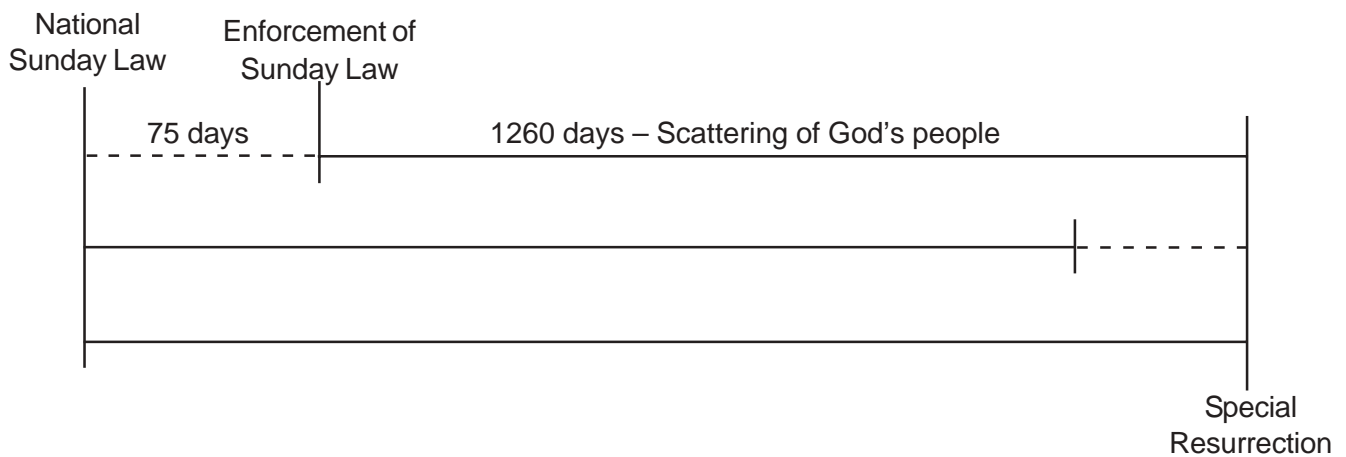 National
Sunday Law
Enforcement of
Sunday Law
75 days
1260 days – Scattering of God's people
Special
Resurrection